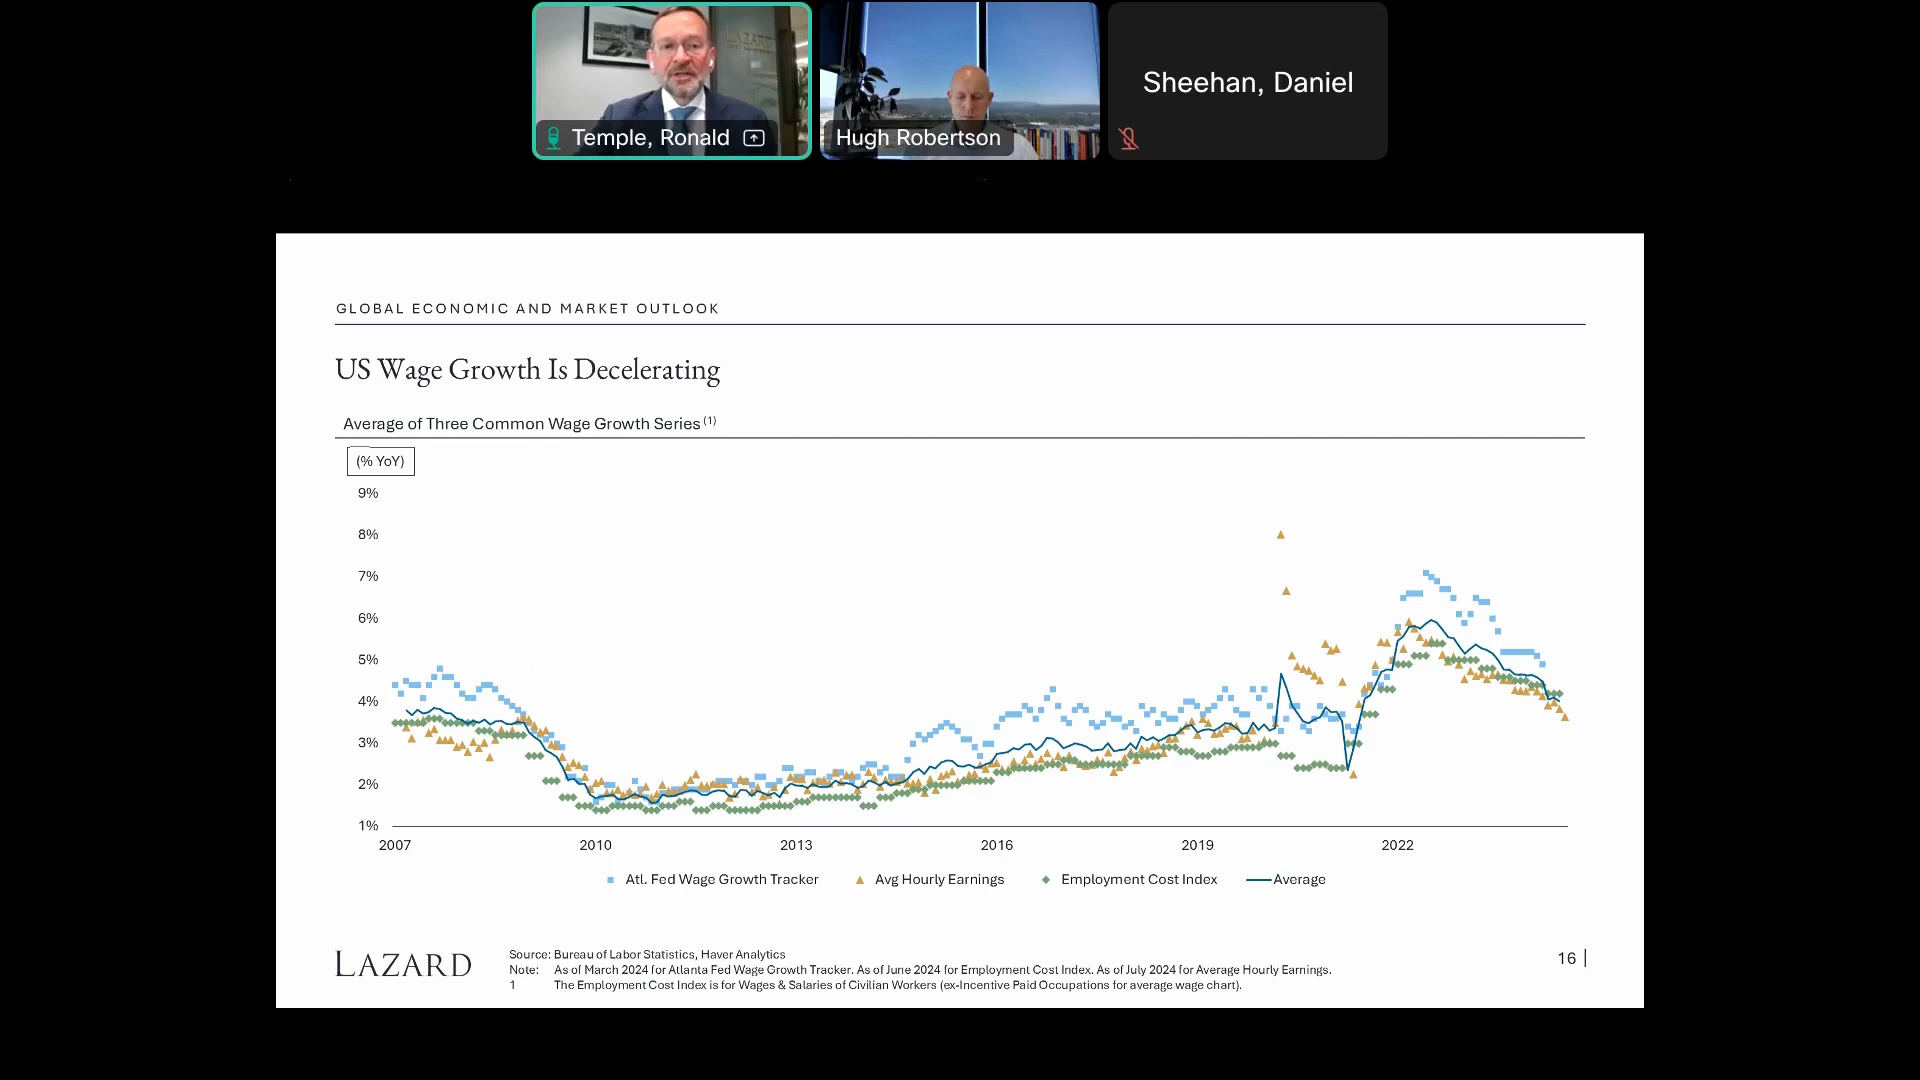 LAZARD
Temple, Ronald
Hugh Robertson
Sheehan, Daniel
GLOBAL ECONOMIC AND MARKET OUTLOOK
US Wage Growth Is Decelerating
Average of Three Common Wage Growth Series (1)
(% YoY)
9%
8%
7%
6%
5%
4%
3%
2%
1%
2007 2010 2013 2016 2019 2022
Atl. Fed Wage Growth Tracker Avg Hourly Earnings Employment Cost Index Average
LAZARD
Source: Bureau of Labor Statistics, Haver Analytics
Note: As of March 2024 for Atlanta Fed Wage Growth Tracker. As of June 2024 for Employment Cost Index. As of July 2024 for Average Hourly Earnings.
1 The Employment Cost Index is for Wages & Salaries of Civilian Workers (ex-Incentive Paid Occupations for average wage chart).
16